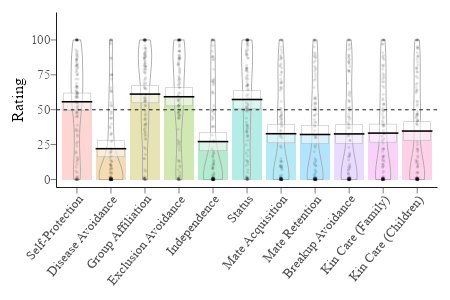 Rating
100
75
50
25
0
Self-Protection
Disease Avoidance
Group Affiliation
Exclusion Avoidance
Independence
Status
Mate Acquisition
Mate Retention
Breakup Avoidance
Kin Care (Family)
Kin Care (Children)